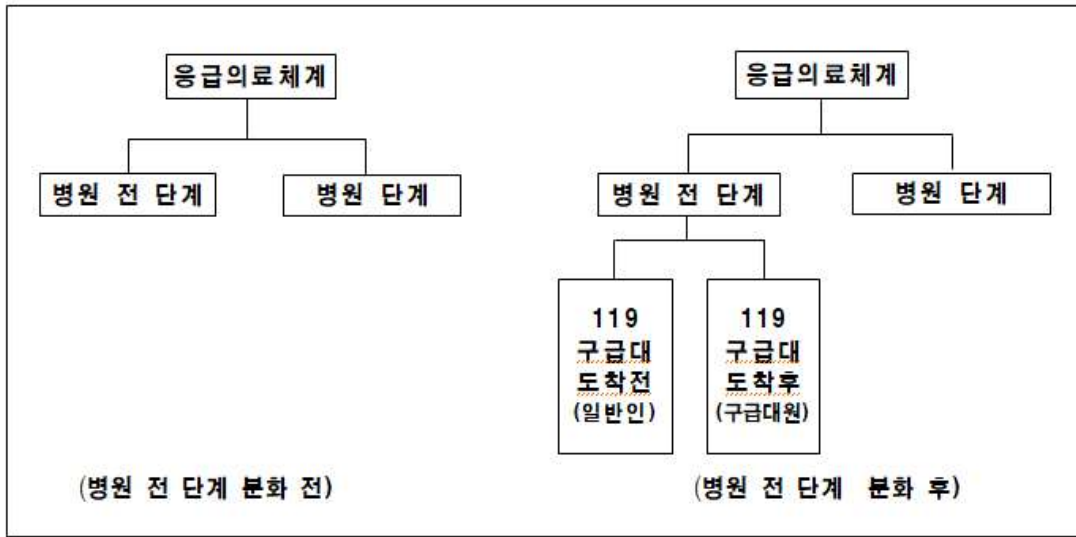 응급의료체계
병원 전 단계
병원 단계
(병원 전 단계 분화 전)
응급의료체계
병원 전 단계
병원 단계
119
구급대
도착전
(일반인)
119
구급대
도착후
(구급대원)
(병원 전 단계 분화 후)